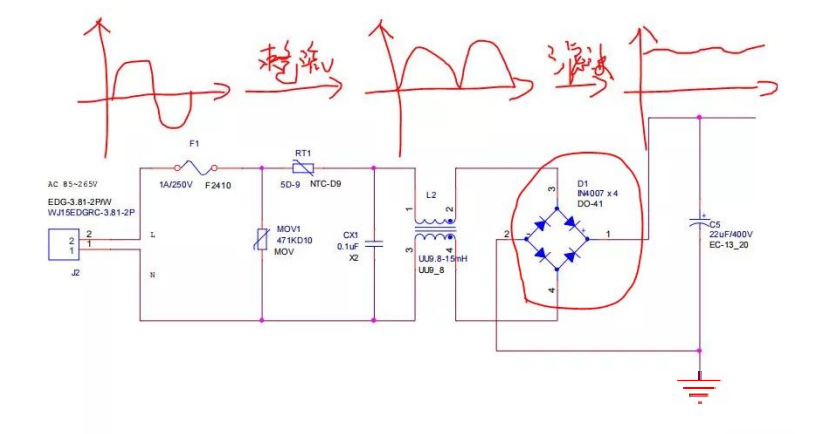 整流
滤波
F1
1A/250V
F2410
RT1
5D-9
NTC-D9
AC 85~265V
EDG-3.81-2P/W
WJ15EDGRC-3.81-2P
2
1
2
1
J2
L
N
MOV1
471KD10
MOV
CX1
0.1uF
X2
L2
1
2
3
4
UU9.8-15mH
UU9_8
D1
IN4007 x 4
DO-41
3
2
1
4
-
+
+
C5
22uF/400V
EC-13_20